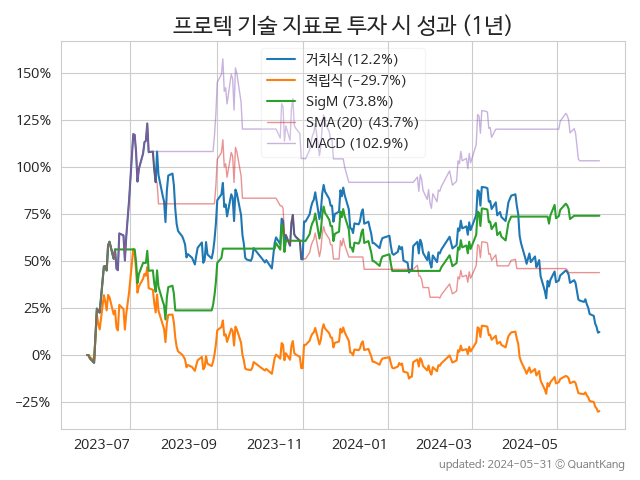 프로텍 기술 지표로 투자 시 성과 (1년)
거치식 (12.2%)
적립식 (-29.7%)
SigM (73.8%)
SMA(20) (43.7%)
MACD (102.9%)
150%
125%
100%
75%
50%
25%
0%
-25%
2023-07
2023-09
2023-11
2024-01
2024-03
2024-05
updated: 2024-05-31 © QuantKang